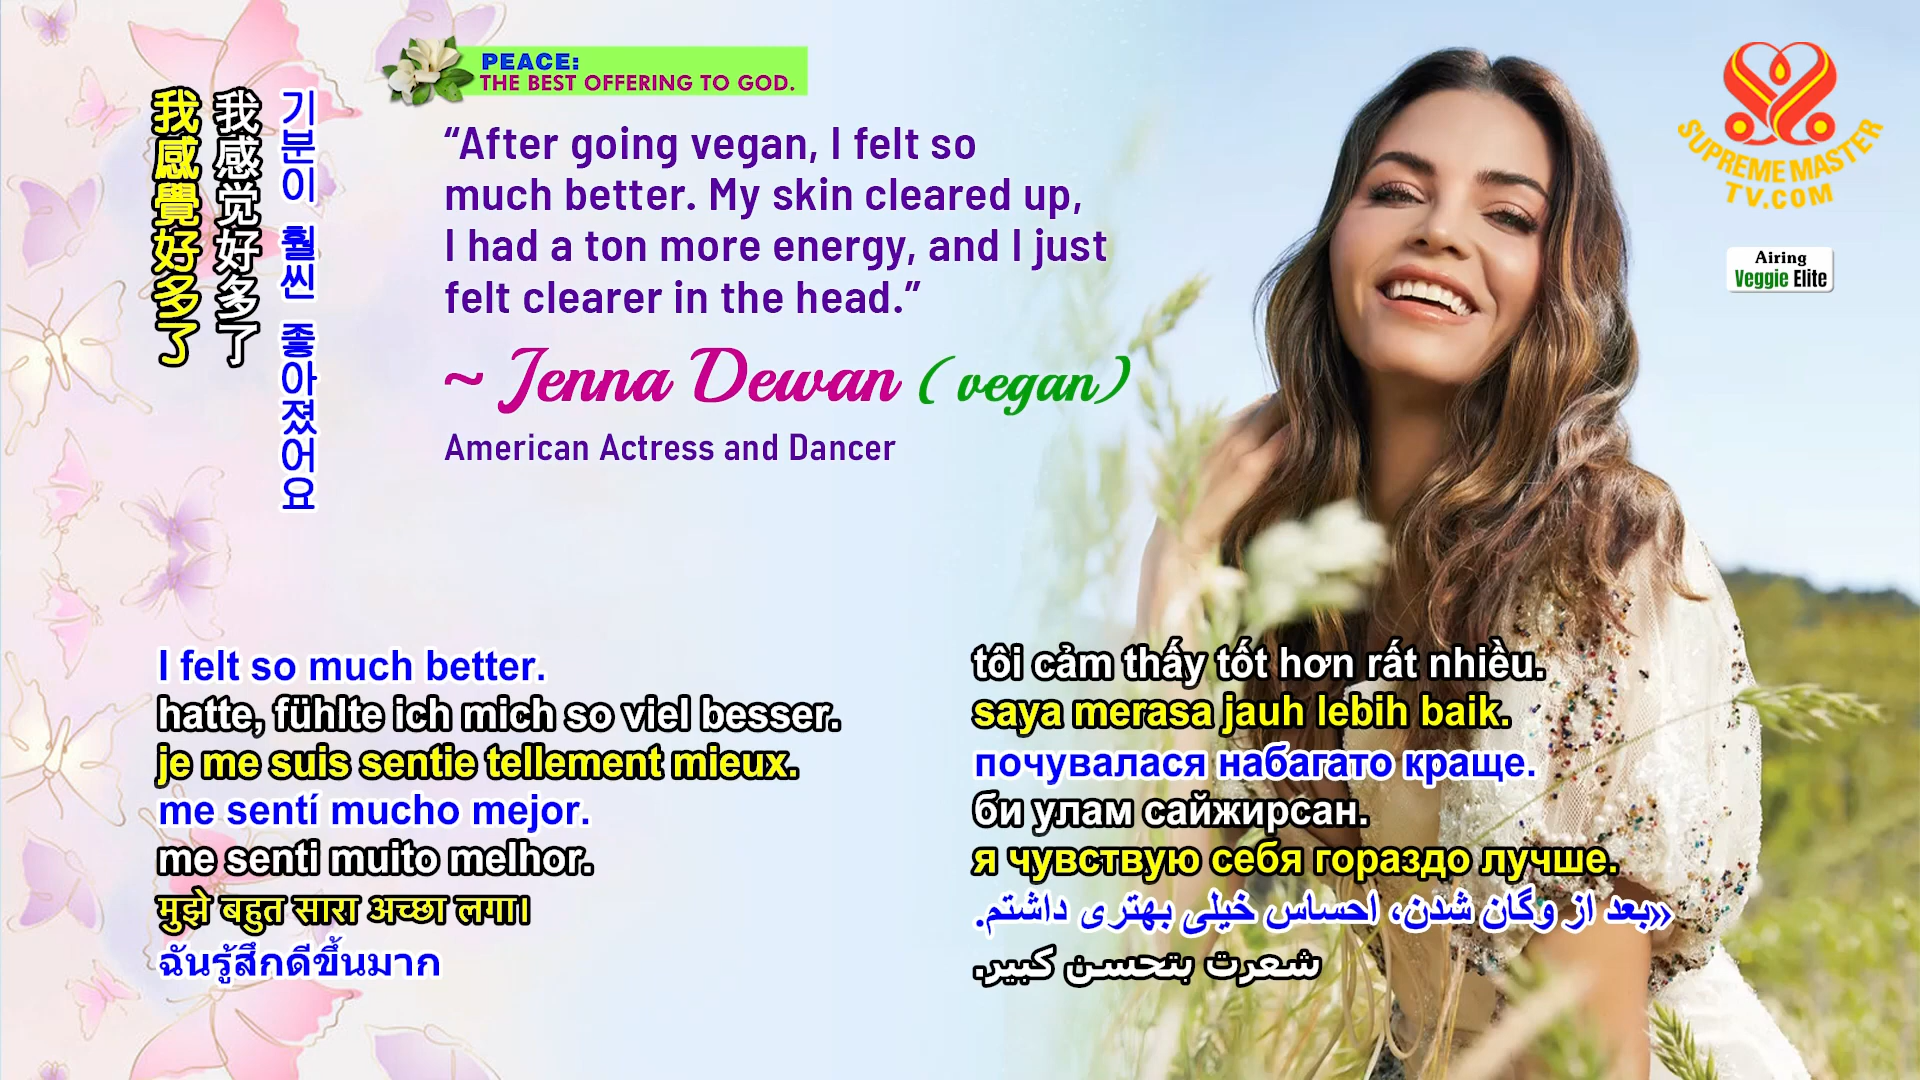 PEACE:
THE BEST OFFERING TO GOD.
“After going vegan, I felt so
much better. My skin cleared up,
I had a ton more energy, and I just
felt clearer in the head.”
~ Jenna Dewan ( vegan)
American Actress and Dancer
SUPREME MASTER
TV.COM
Airing
Veggie Elite
我感覺好多了
我感觉好多了
기분이 훨씬 좋아졌어요
I felt so much better.
hatte, fühlte ich mich so viel besser.
je me suis sentie tellement mieux.
me sentí mucho mejor.
me senti muito melhor.
मुझे बहुत सारा अच्छा लगा।
ฉันรู้สึกดีขึ้นมาก
tôi cảm thấy tốt hơn rất nhiều.
saya merasa jauh lebih baik.
почувалася набагато краще.
би улам сайжирсан.
я чувствую себя гораздо лучше.
«بعد از وگان شدن، احساس خیلی بهتری داشتم.
شعرت بتحسن كبير.